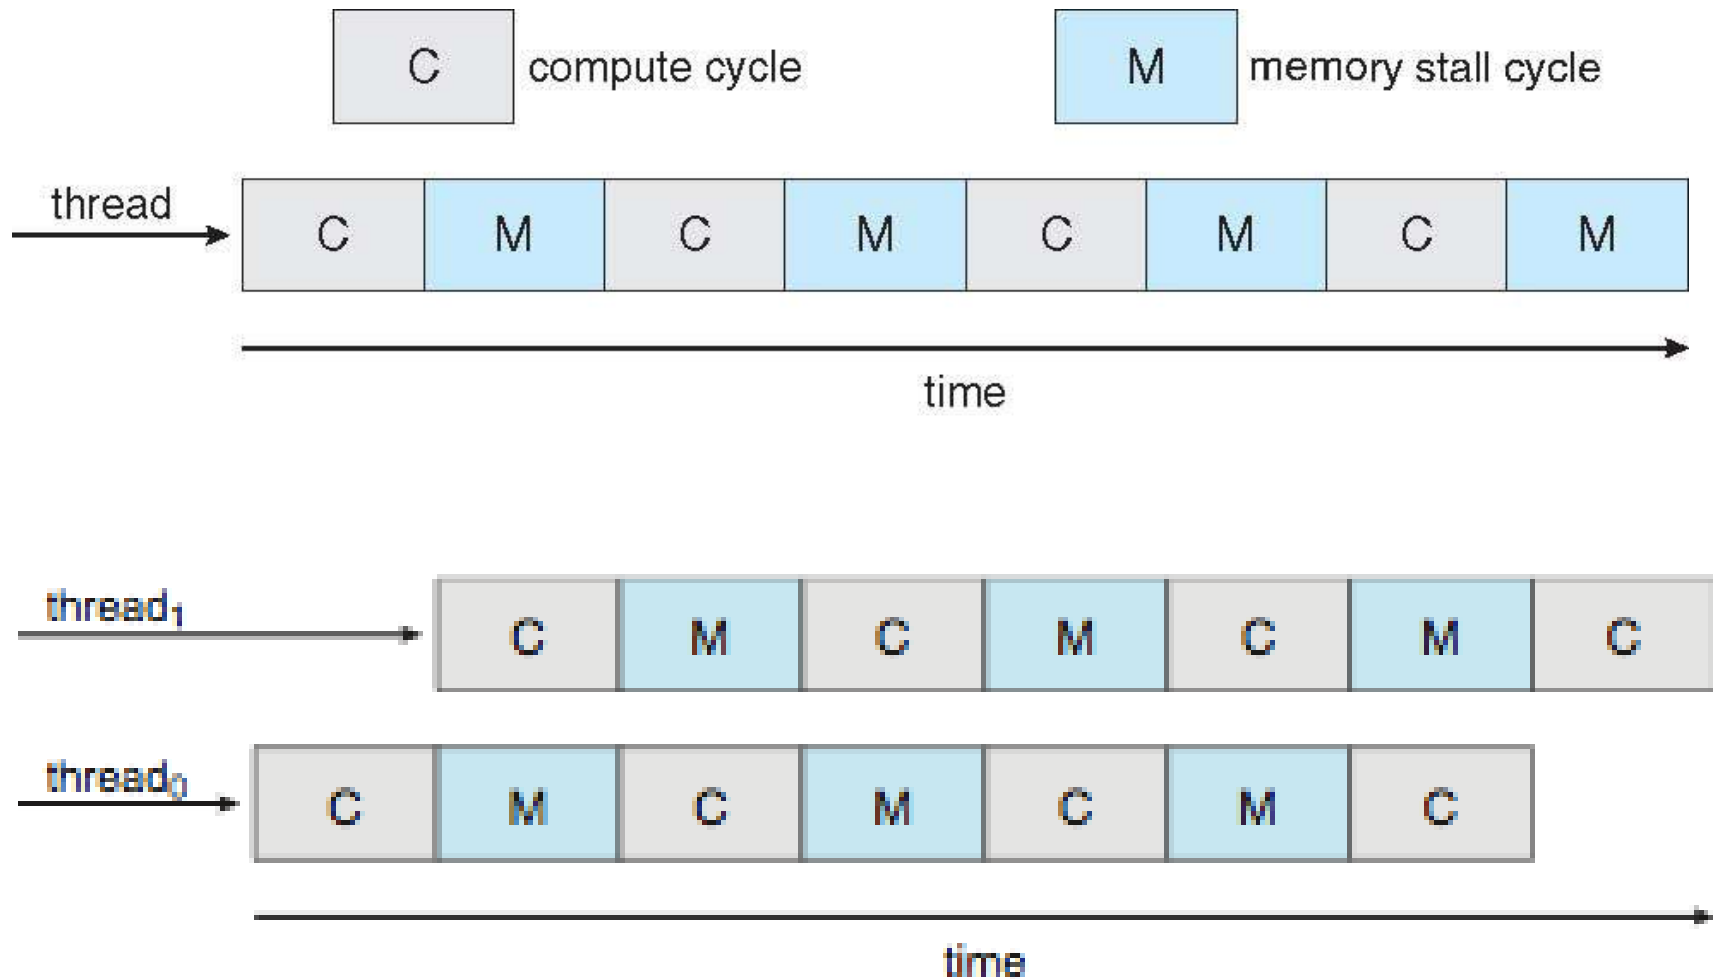 C compute cycle M memory stall cycle
thread
C M C M C M C M
time
thread₁
C M C M C M C
thread₀
C M C M C M C
time